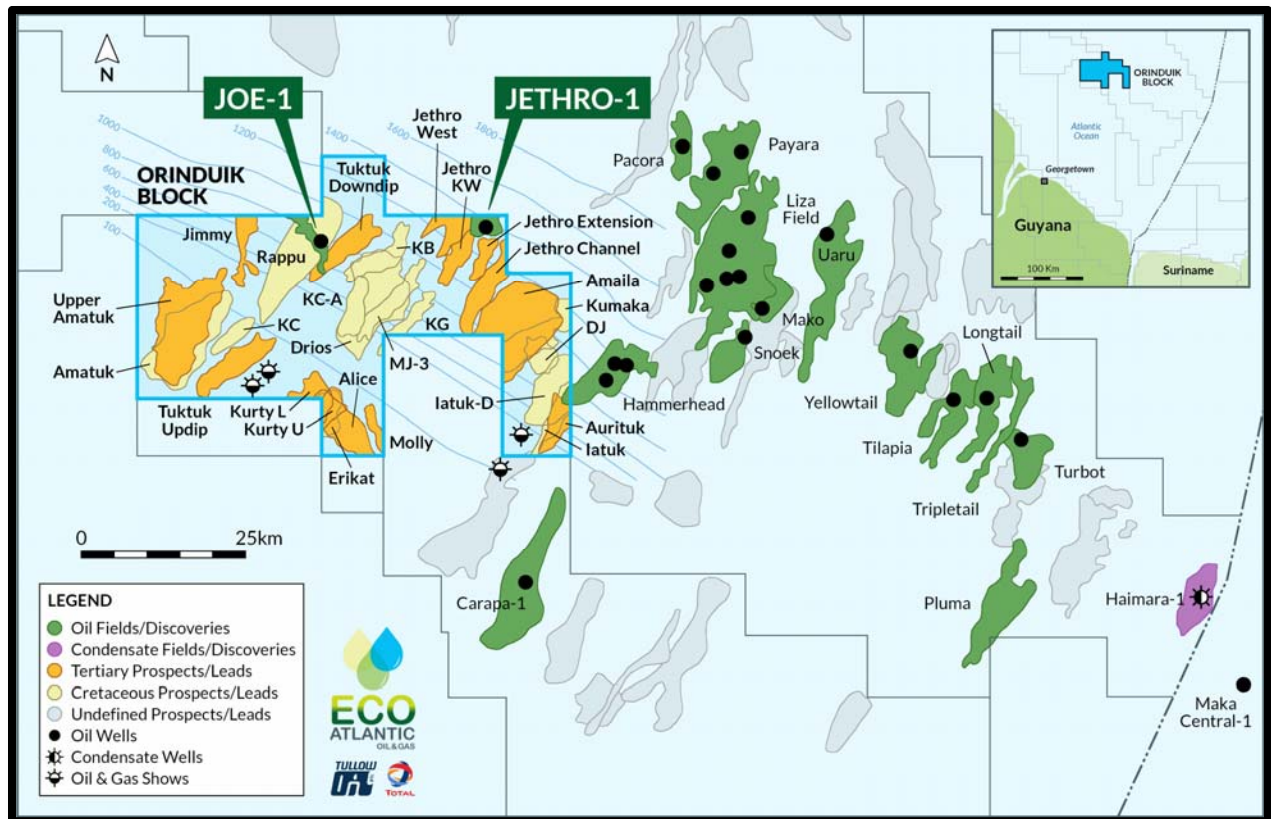 N
JOE-1
JETHRO-1
ORINDUIK
BLOCK
1000
800
600
400
200
100
1200
1400
1600
1800
Jethro
West
Tuktuk
Downdip
Jethro
KW
Jethro Extension
Jethro Channel
Jimmy
Rappu
KB
Amaila
Kumaka
DJ
Upper
Amatuk
KC-A
KC
KG
Drios
MJ-3
Amatuk
Alice
Iatuk-D
Tuktuk
Updip
Kurty L
Kurty U
Molly
Aurituk
Iatuk
Erikat
Hammerhead
Pacora
Payara
Liza
Field
Uaru
Mako
Snoek
Longtail
Yellowtail
Tilapia
Turbot
Tripletail
Carapa-1
Pluma
Haimara-1
Maka
Central-1
ORINDUIK
BLOCK
Atlantic
Ocean
Georgetown
Guyana
100 Km
Suriname
0 25km
LEGEND
Oil Fields/Discoveries
Condensate Fields/Discoveries
Tertiary Prospects/Leads
Cretaceous Prospects/Leads
Undefined Prospects/Leads
Oil Wells
Condensate Wells
Oil & Gas Shows
ECO
ATLANTIC
OIL & GAS
TULLOW
Oil
TOTAL